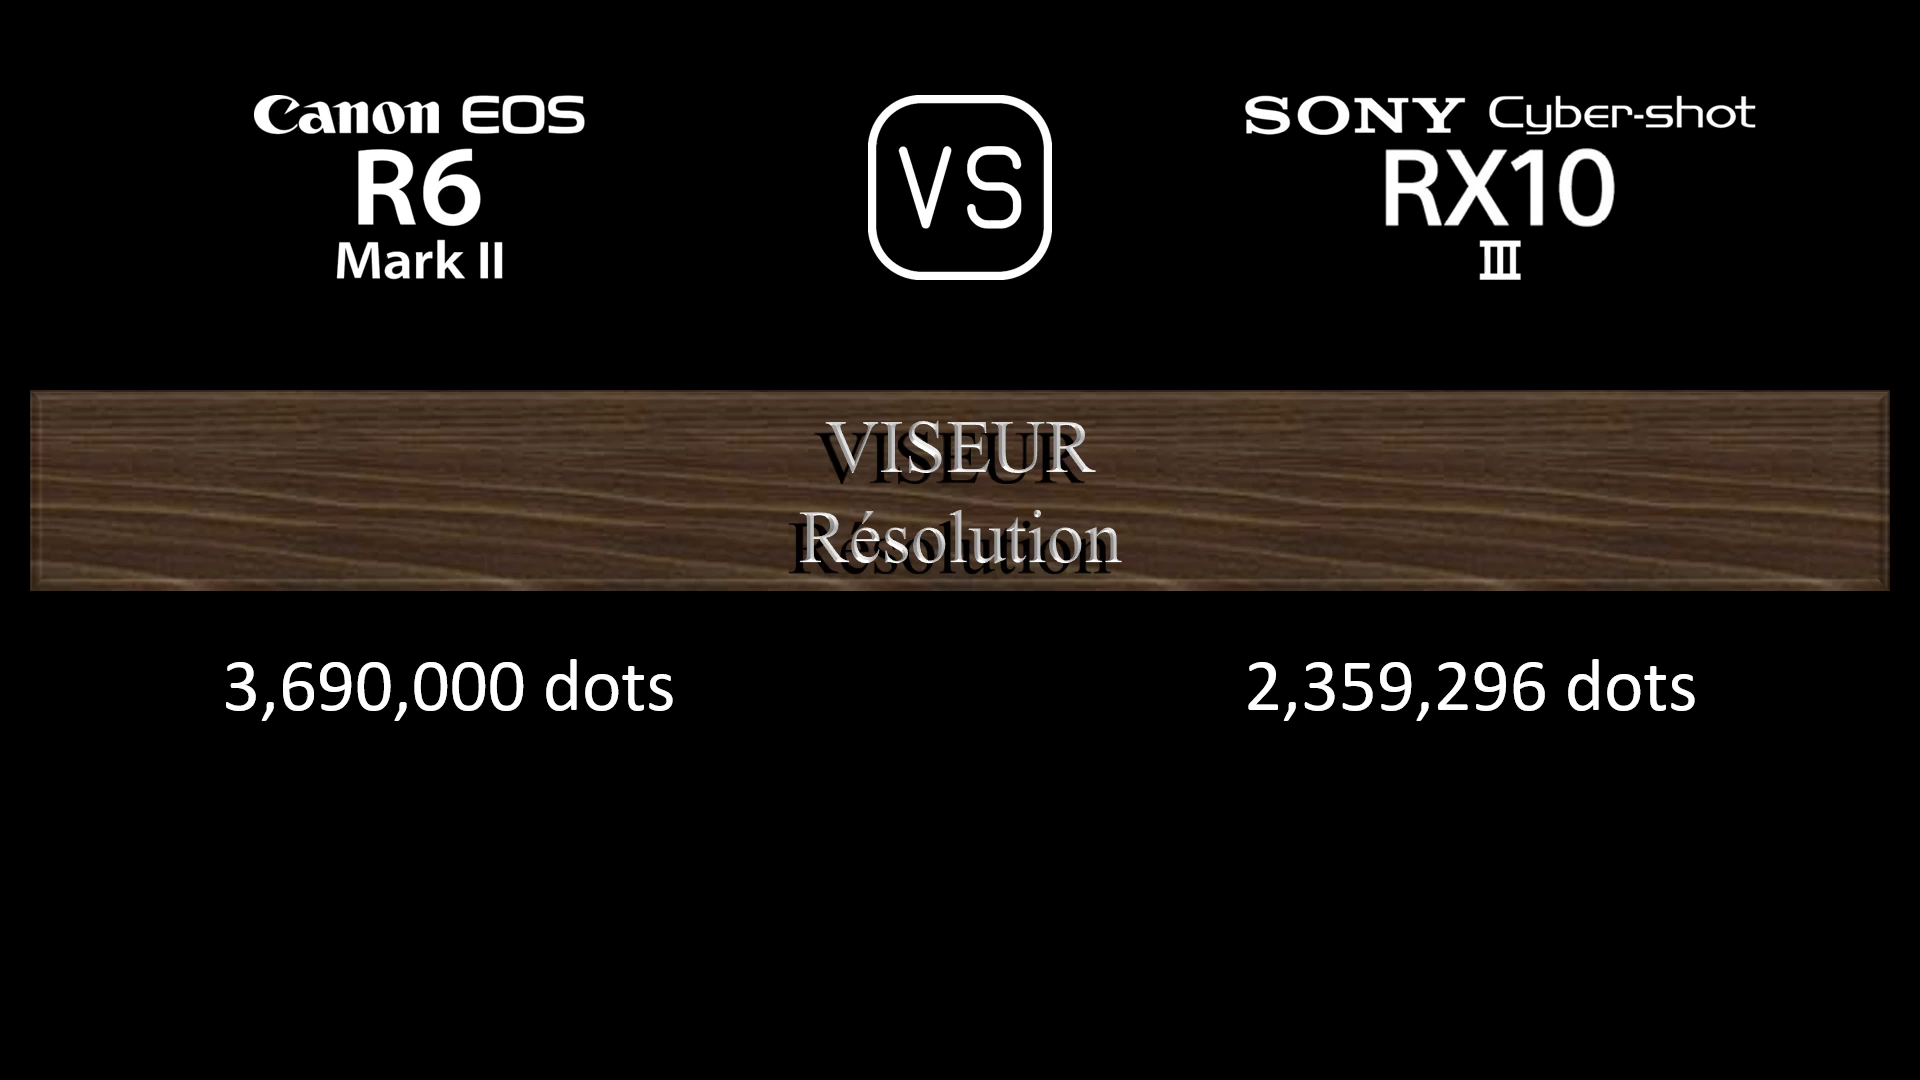 Canon EOS
R6
Mark II
VS
SONY Cyber-shot
RX10
III
VISEUR
Résolution
3,690,000 dots
2,359,296 dots